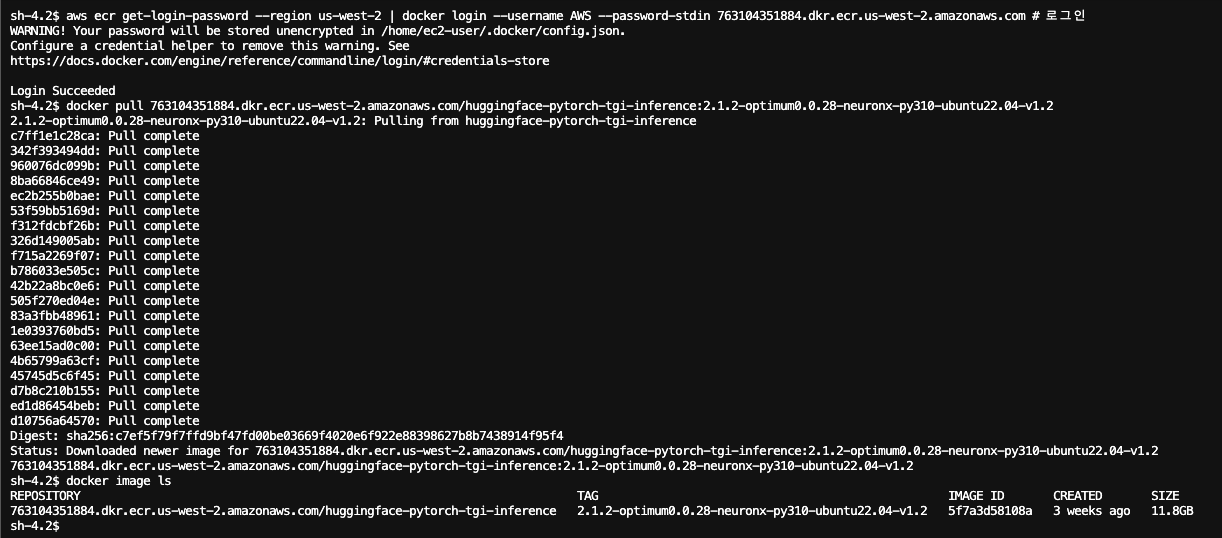 sh-4.2$ aws ecr get-login-password --region us-west-2 | docker login --username AWS --password-stdin 763104351884.dkr.ecr.us-west-2.amazonaws.com # 로그인
WARNING! Your password will be stored unencrypted in /home/ec2-user/.docker/config.json.
Configure a credential helper to remove this warning. See
https://docs.docker.com/engine/reference/commandline/login/#credentials-store
Login Succeeded
sh-4.2$ docker pull 763104351884.dkr.ecr.us-west-2.amazonaws.com/huggingface-pytorch-tgi-inference:2.1.2-optimum0.0.28-neuronx-py310-ubuntu22.04-v1.2
2.1.2-optimum0.0.28-neuronx-py310-ubuntu22.04-v1.2: Pulling from huggingface-pytorch-tgi-inference
c7ff1e1c28ca: Pull complete
342f393494dd: Pull complete
960076dc099b: Pull complete
8ba66846ce49: Pull complete
ec2b255b0bae: Pull complete
53f59bb5169d: Pull complete
f312fdcbf26b: Pull complete
326d149005ab: Pull complete
f715a2269f07: Pull complete
b786033e505c: Pull complete
42b22a8bc0e6: Pull complete
505f270ed04e: Pull complete
83a3fbb48961: Pull complete
1e0393760bd5: Pull complete
63ee15ad0c00: Pull complete
4b65799a63cf: Pull complete
45745d5c6f45: Pull complete
d7b8c210b155: Pull complete
ed1d86454beb: Pull complete
d10756a64570: Pull complete
Digest: sha256:c7ef5f79f7ffd9bf47fd00be03669f4020e6f922e88398627b8b7438914f95f4
Status: Downloaded newer image for 763104351884.dkr.ecr.us-west-2.amazonaws.com/huggingface-pytorch-tgi-inference:2.1.2-optimum0.0.28-neuronx-py310-ubuntu22.04-v1.2
763104351884.dkr.ecr.us-west-2.amazonaws.com/huggingface-pytorch-tgi-inference:2.1.2-optimum0.0.28-neuronx-py310-ubuntu22.04-v1.2
sh-4.2$ docker image ls
REPOSITORY TAG IMAGE ID CREATED SIZE
763104351884.dkr.ecr.us-west-2.amazonaws.com/huggingface-pytorch-tgi-inference 2.1.2-optimum0.0.28-neuronx-py310-ubuntu22.04-v1.2 5f7a3d58108a 3 weeks ago 11.8GB
sh-4.2$